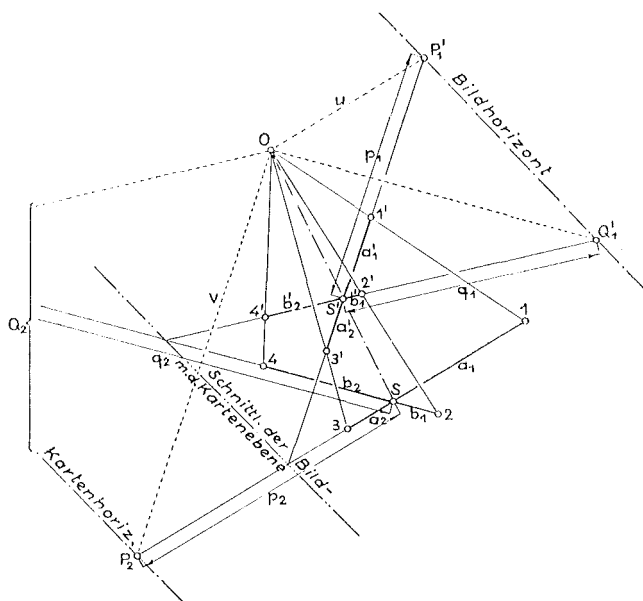 P₁'
Bildhorizont
u
O
p₁
1'
a₁'
Q₁'
v
4'
b₂'
S'
2'
b₁'
q₁
a₂'
1
Q₂
q₂
4
3'
b₂
a₁
Schnittl. der Bild-
m.d. Kartenebene
S
3
a₂
b₁
2
Kartenhoriz.
p₂
P₂